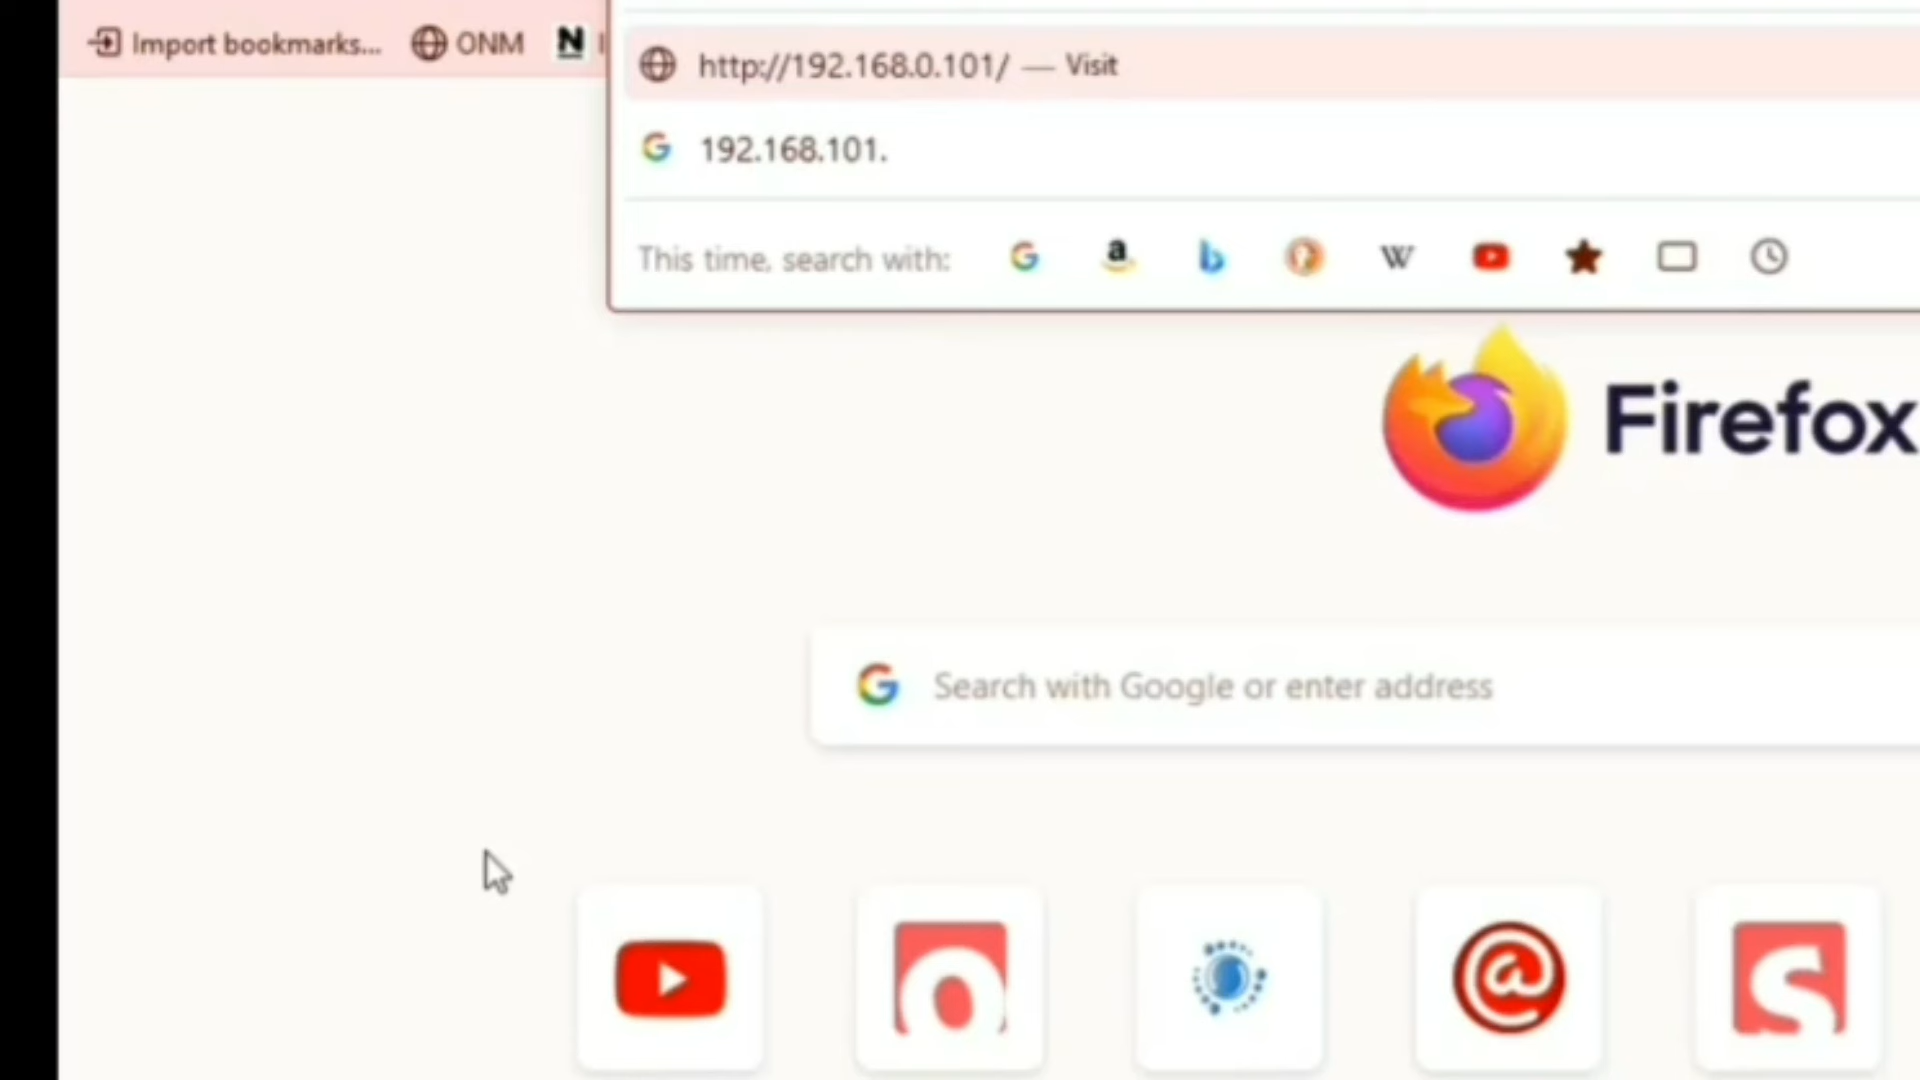 Import bookmarks... ONM
http://192.168.0.101/ — Visit
192.168.101.
This time, search with:
Firefox
Search with Google or enter address